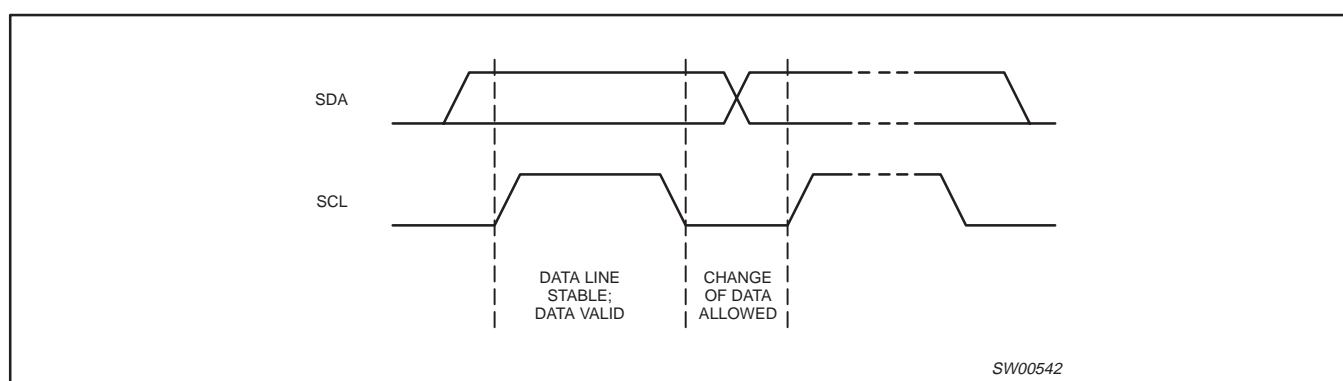 SDA
SCL
DATA LINE
STABLE;
DATA VALID
CHANGE
OF DATA
ALLOWED
SW00542